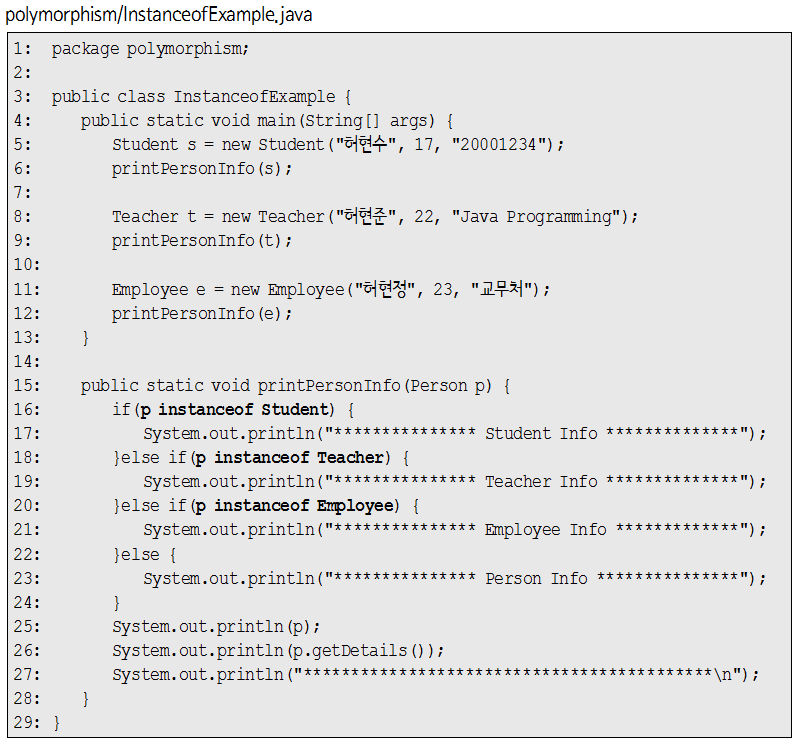 polymorphism/InstanceofExample.java
1: package polymorphism;
2:
3: public class InstanceofExample {
4: public static void main(String[] args) {
5: Student s = new Student("허현수", 17, "20001234");
6: printPersonInfo(s);
7:
8: Teacher t = new Teacher("허현준", 22, "Java Programming");
9: printPersonInfo(t);
10:
11: Employee e = new Employee("허현정", 23, "교무처");
12: printPersonInfo(e);
13: }
14:
15: public static void printPersonInfo(Person p) {
16: if(p instanceof Student) {
17: System.out.println("*************** Student Info **************");
18: }else if(p instanceof Teacher) {
19: System.out.println("*************** Teacher Info **************");
20: }else if(p instanceof Employee) {
21: System.out.println("*************** Employee Info *************");
22: }else {
23: System.out.println("*************** Person Info ***************");
24: }
25: System.out.println(p);
26: System.out.println(p.getDetails());
27: System.out.println("*******************************************\n");
28: }
29: }